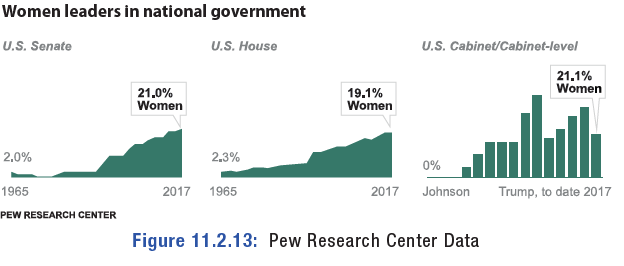 Women leaders in national government
U.S. Senate
21.0%
Women
2.0%
1965
2017
U.S. House
19.1%
Women
2.3%
1965
2017
U.S. Cabinet/Cabinet-level
21.1%
Women
0%
Johnson
Trump, to date 2017
PEW RESEARCH CENTER
Figure 11.2.13: Pew Research Center Data